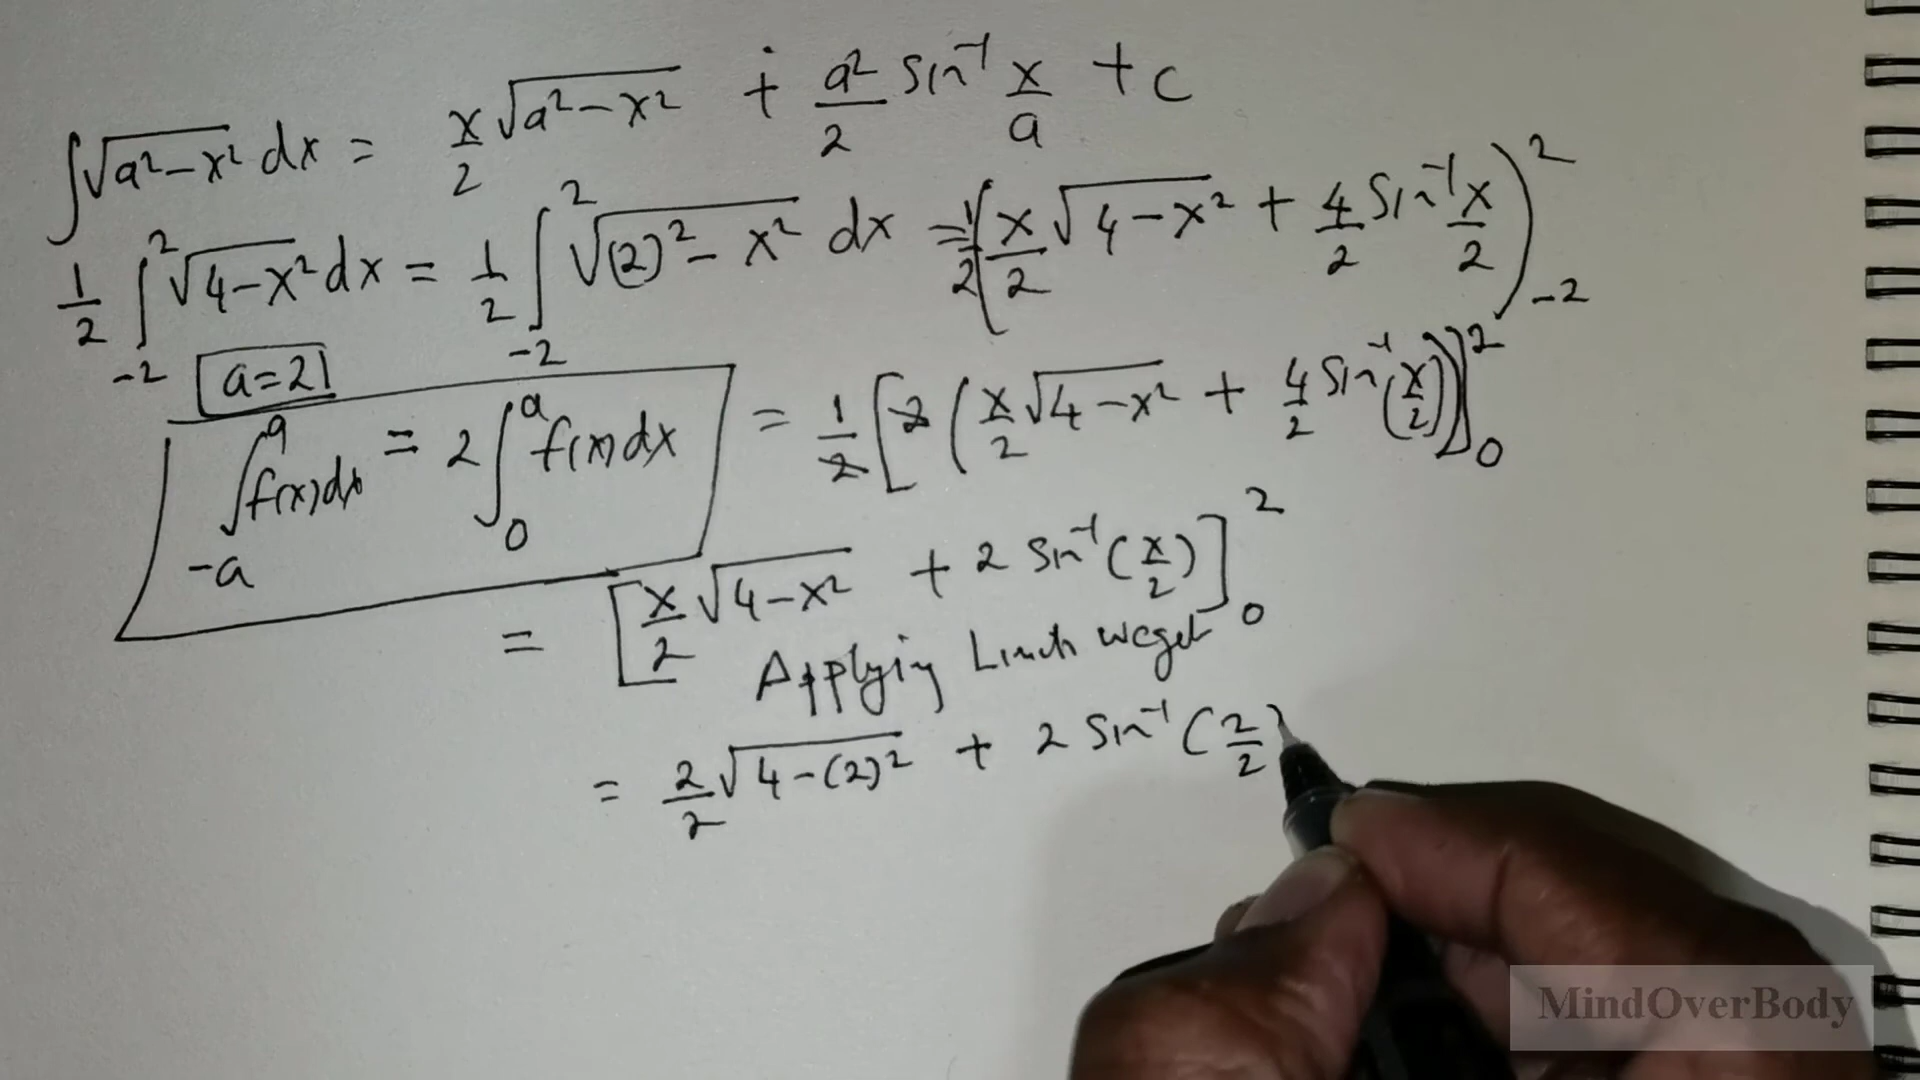 ∫√a²-x² dx = x/2 √a²-x² + a²/2 sin⁻¹ x/a + c
1/2 ∫₋₂² √4-x² dx = 1/2 ∫₋₂² √(2)²-x² dx = 1/2 (x/2 √4-x² + 4/2 Sin⁻¹ x/2)₋₂²
a=2
∫₋ₐᵃ f(x)dx = 2∫₀ᵃ f(x)dx
= 1/2 [2 (x/2 √4-x² + 4/2 Sin⁻¹(x/2))]₀²
= [x/2 √4-x² + 2 Sin⁻¹(x/2)]₀²
Applying Limits we get
= 2/2 √4-(2)² + 2 Sin⁻¹(2/2)
MindOverBody